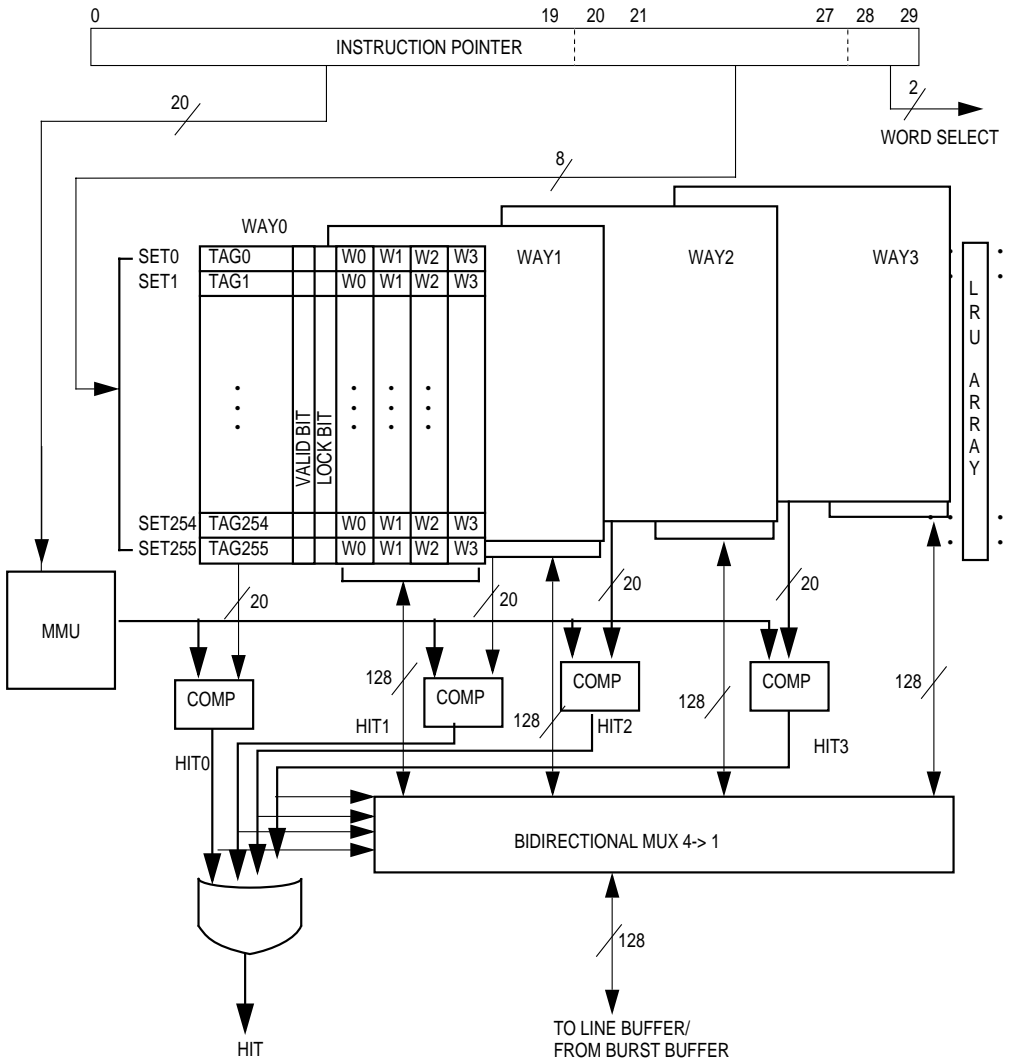 0 19 20 21 27 28 29
INSTRUCTION POINTER
20
2
WORD SELECT
8
WAY0
SET0 TAG0 W0 W1 W2 W3 WAY1 WAY2 WAY3
SET1 TAG1 W0 W1 W2 W3
LRU ARRAY
VALID BIT
LOCK BIT
SET254 TAG254 W0 W1 W2 W3
SET255 TAG255 W0 W1 W2 W3
20 20 20 20
MMU
COMP COMP COMP COMP
128 128 128 128
HIT0 HIT1 HIT2 HIT3
BIDIRECTIONAL MUX 4-> 1
128
HIT
TO LINE BUFFER/
FROM BURST BUFFER